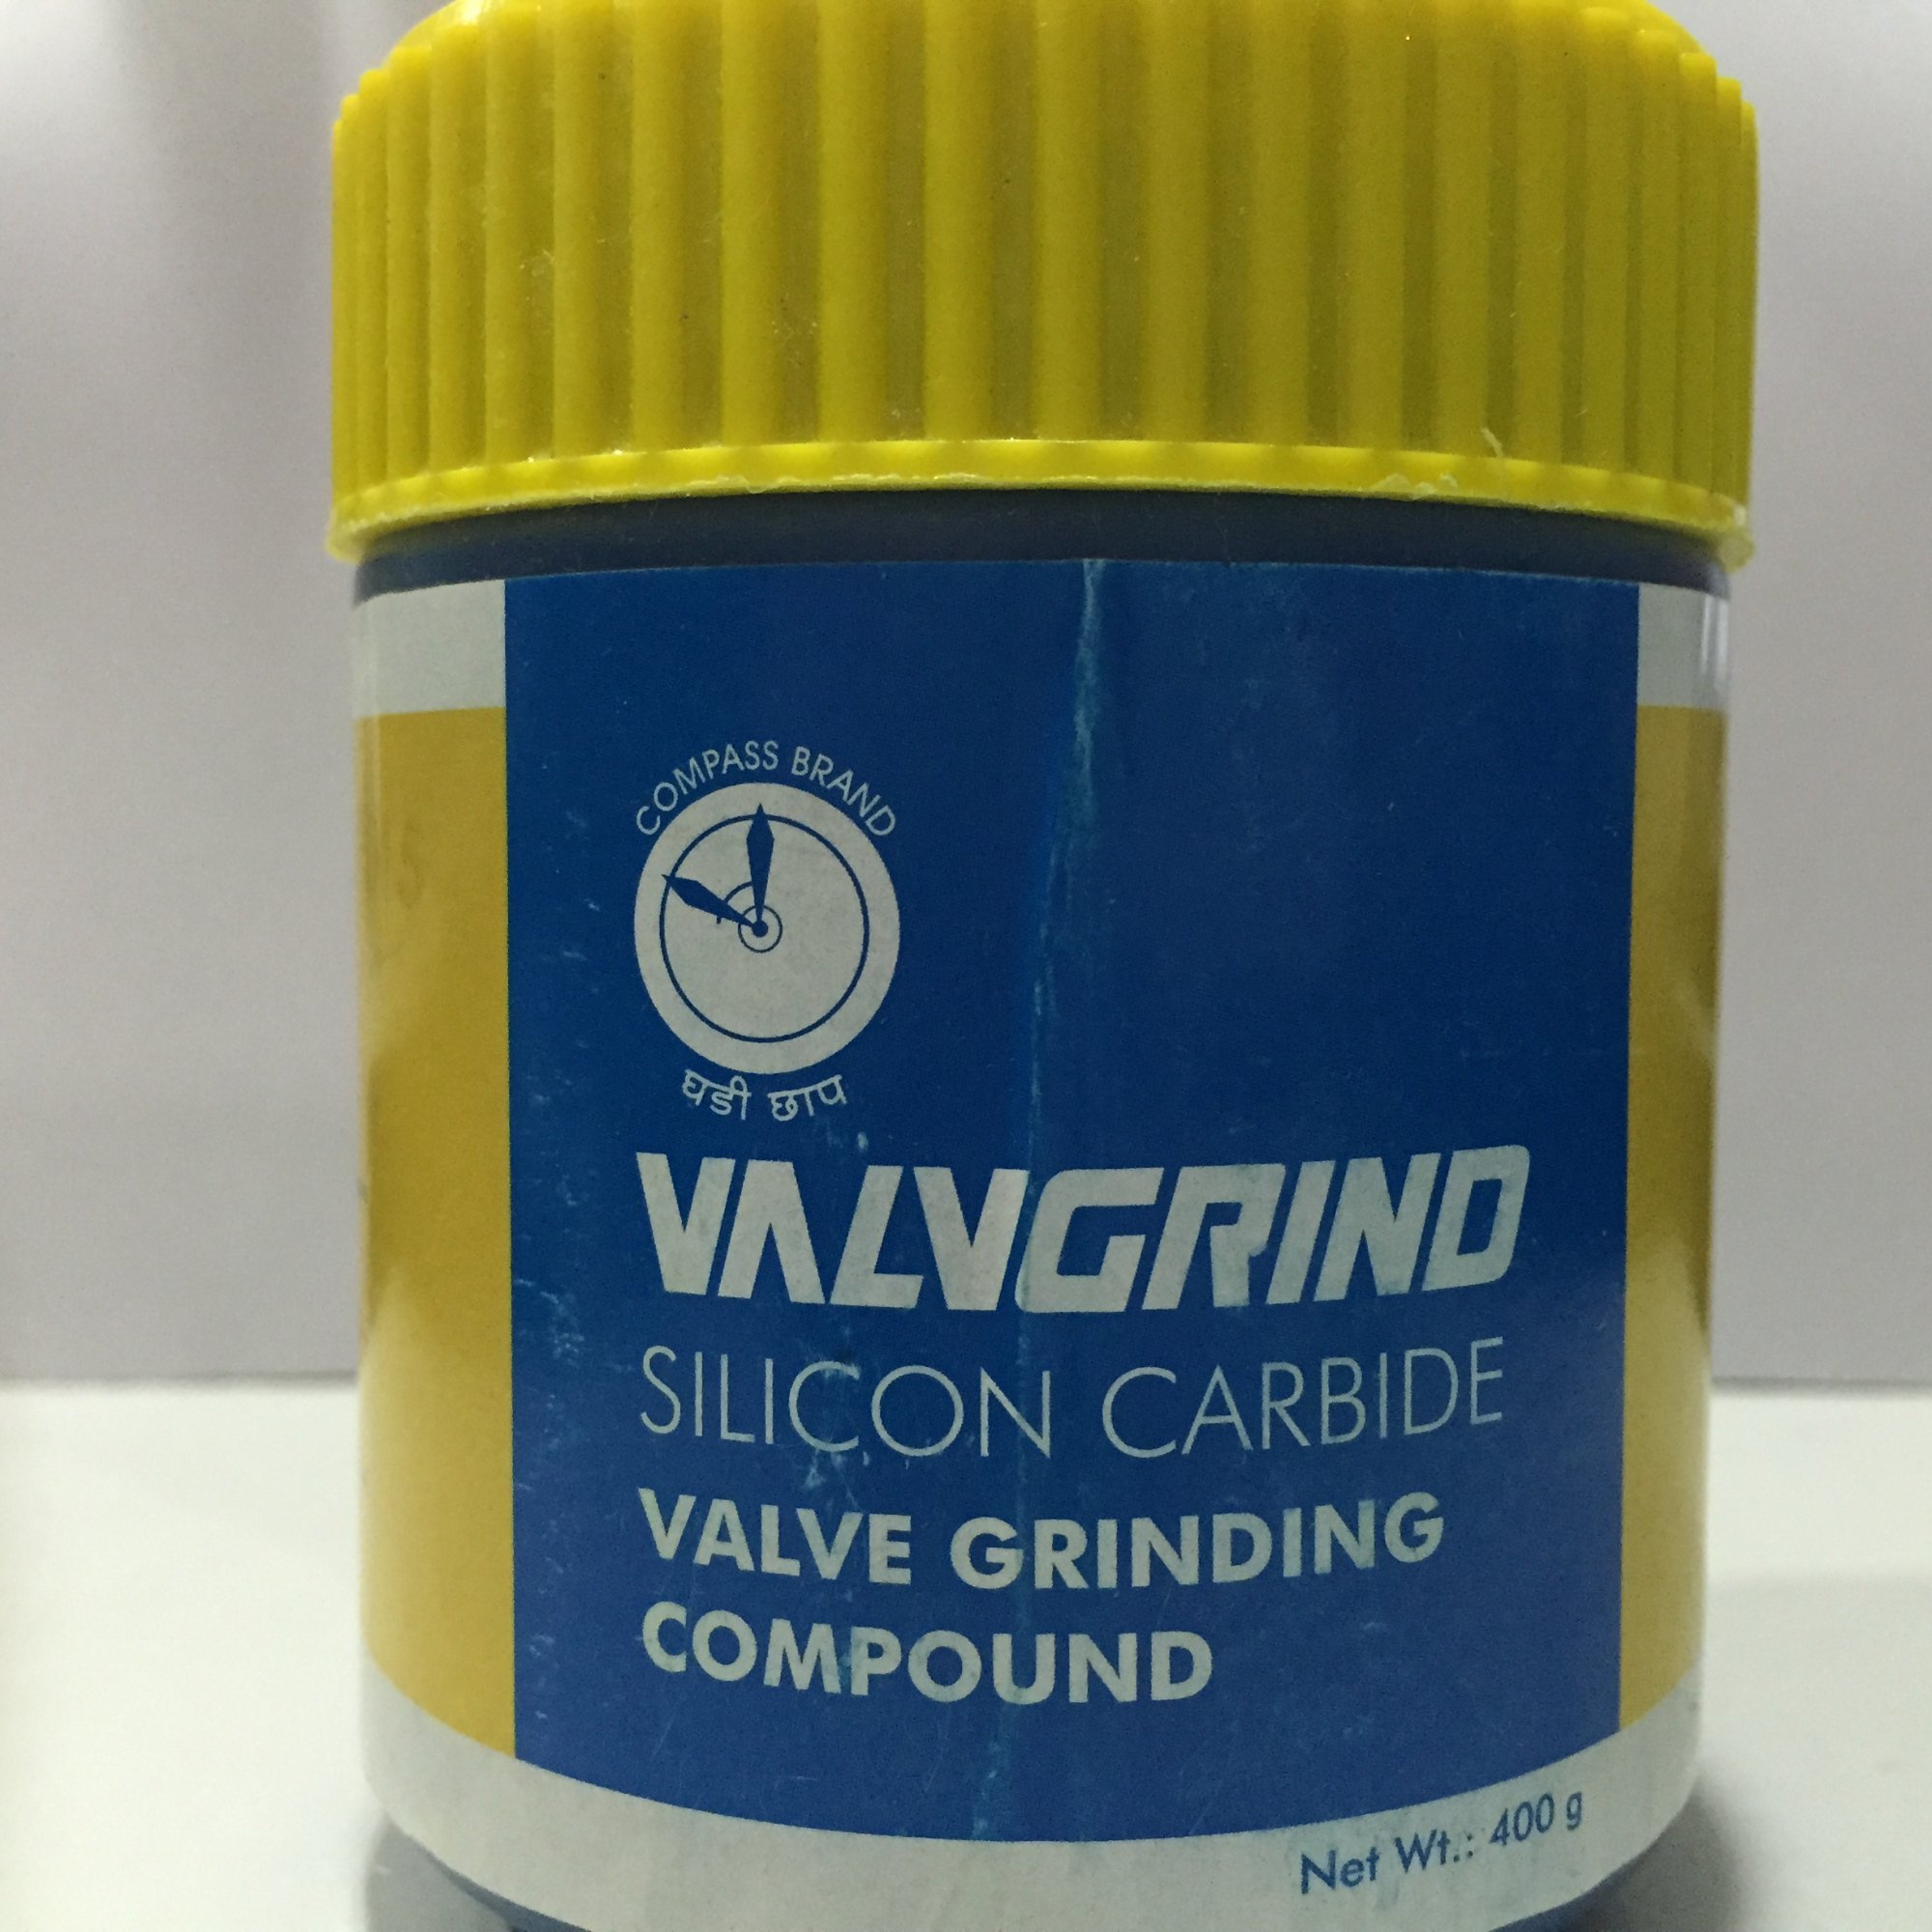 COMPASS BRAND
घडी छाप
VALVGRIND
SILICON CARBIDE
VALVE GRINDING
COMPOUND
Net Wt.: 400 g